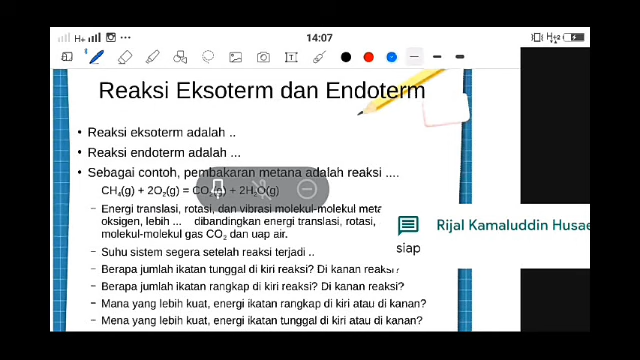 H+ 14:07
Reaksi Eksoterm dan Endoterm
• Reaksi eksoterm adalah ..
• Reaksi endoterm adalah ...
• Sebagai contoh, pembakaran metana adalah reaksi ....
CH₄(g) + 2O₂(g) = CO₂(g) + 2H₂O(g)
– Energi translasi, rotasi, dan vibrasi molekul-molekul meta
oksigen, lebih ... dibandingkan energi translasi, rotasi,
molekul-molekul gas CO₂ dan uap air.
– Suhu sistem segera setelah reaksi terjadi ..
– Berapa jumlah ikatan tunggal di kiri reaksi? Di kanan reaksi?
– Berapa jumlah ikatan rangkap di kiri reaksi? Di kanan reaksi?
– Mana yang lebih kuat, energi ikatan rangkap di kiri atau di kanan?
– Mena yang lebih kuat, energi ikatan tunggal di kiri atau di kanan?
Rijal Kamaluddin Husae
siap